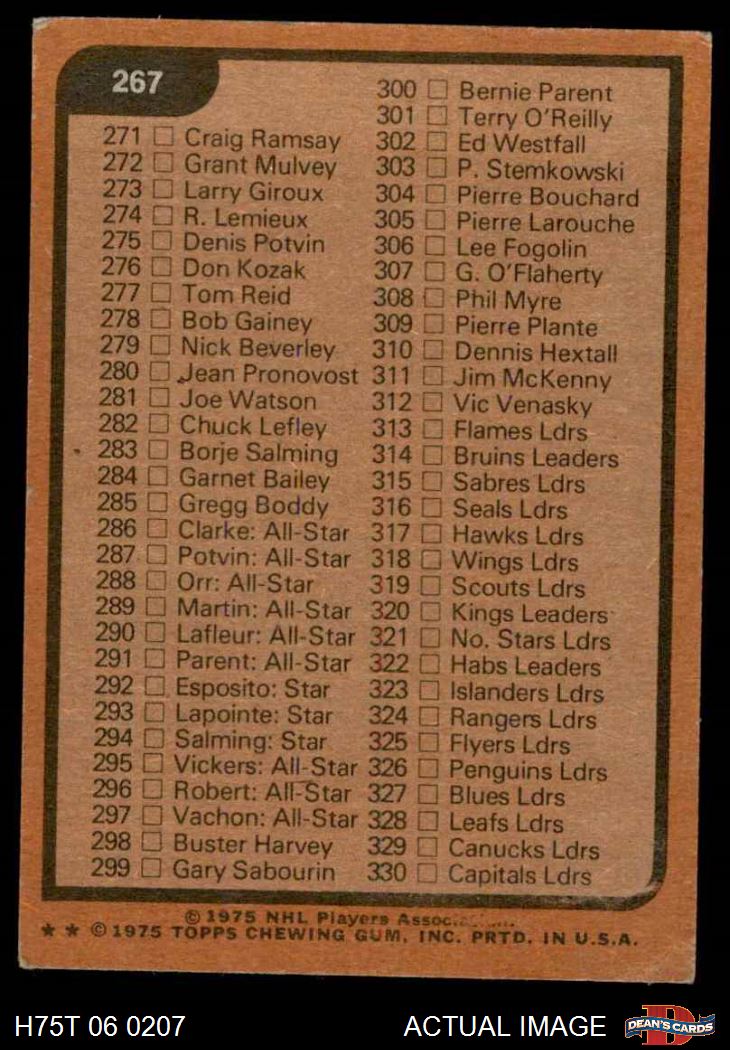 267
271 Craig Ramsay
272 Grant Mulvey
273 Larry Giroux
274 R. Lemieux
275 Denis Potvin
276 Don Kozak
277 Tom Reid
278 Bob Gainey
279 Nick Beverley
280 Jean Pronovost
281 Joe Watson
282 Chuck Lefley
283 Borje Salming
284 Garnet Bailey
285 Gregg Boddy
286 Clarke: All-Star
287 Potvin: All-Star
288 Orr: All-Star
289 Martin: All-Star
290 Lafleur: All-Star
291 Parent: All-Star
292 Esposito: Star
293 Lapointe: Star
294 Salming: Star
295 Vickers: All-Star
296 Robert: All-Star
297 Vachon: All-Star
298 Buster Harvey
299 Gary Sabourin
300 Bernie Parent
301 Terry O'Reilly
302 Ed Westfall
303 P. Stemkowski
304 Pierre Bouchard
305 Pierre Larouche
306 Lee Fogolin
307 G. O'Flaherty
308 Phil Myre
309 Pierre Plante
310 Dennis Hextall
311 Jim McKenny
312 Vic Venasky
313 Flames Ldrs
314 Bruins Leaders
315 Sabres Ldrs
316 Seals Ldrs
317 Hawks Ldrs
318 Wings Ldrs
319 Scouts Ldrs
320 Kings Leaders
321 No. Stars Ldrs
322 Habs Leaders
323 Islanders Ldrs
324 Rangers Ldrs
325 Flyers Ldrs
326 Penguins Ldrs
327 Blues Ldrs
328 Leafs Ldrs
329 Canucks Ldrs
330 Capitals Ldrs
© 1975 NHL Players
★ ★ © 1975 TOPPS CHEWING GUM, INC. PRTD. IN U.S.A.
H75T 06 0207
ACTUAL IMAGE
D
DEAN'S CARDS